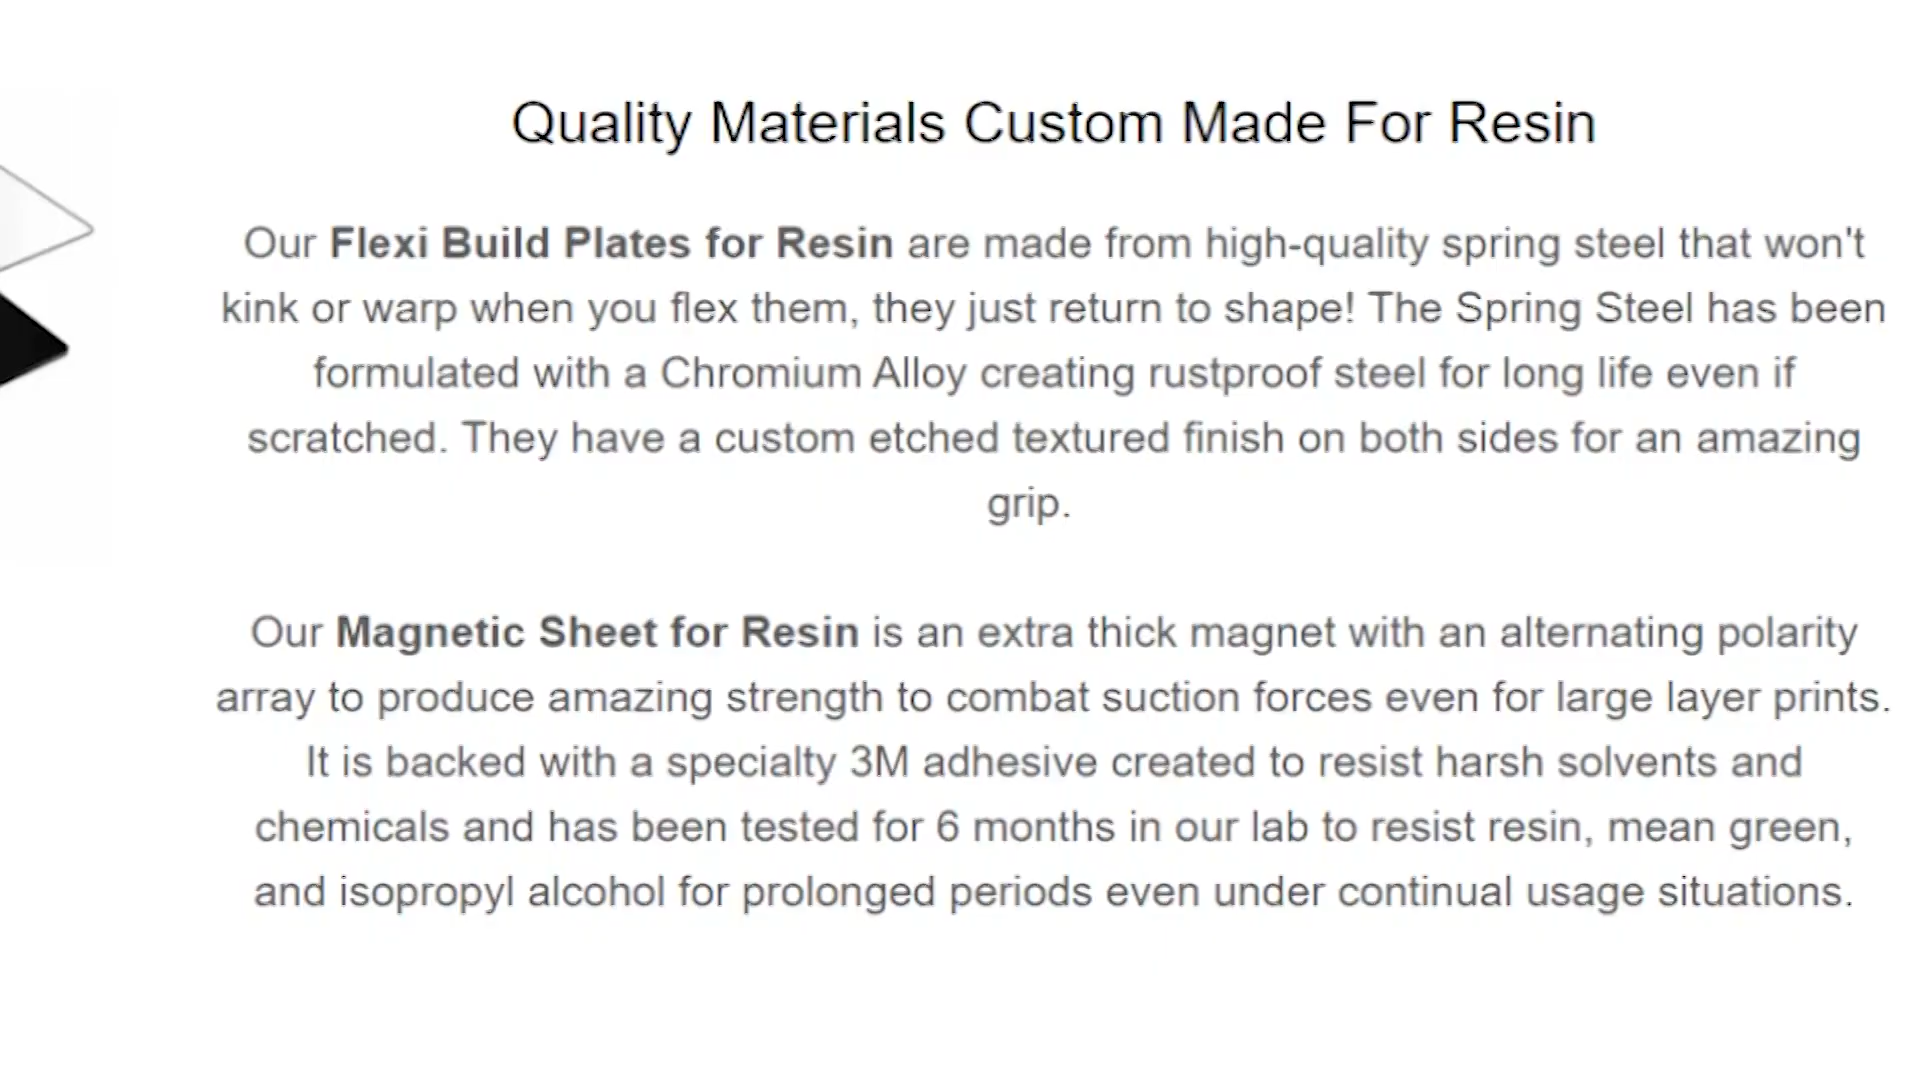 Quality Materials Custom Made For Resin
Our Flexi Build Plates for Resin are made from high-quality spring steel that won't
kink or warp when you flex them, they just return to shape! The Spring Steel has been
formulated with a Chromium Alloy creating rustproof steel for long life even if
scratched. They have a custom etched textured finish on both sides for an amazing
grip.
Our Magnetic Sheet for Resin is an extra thick magnet with an alternating polarity
array to produce amazing strength to combat suction forces even for large layer prints.
It is backed with a specialty 3M adhesive created to resist harsh solvents and
chemicals and has been tested for 6 months in our lab to resist resin, mean green,
and isopropyl alcohol for prolonged periods even under continual usage situations.